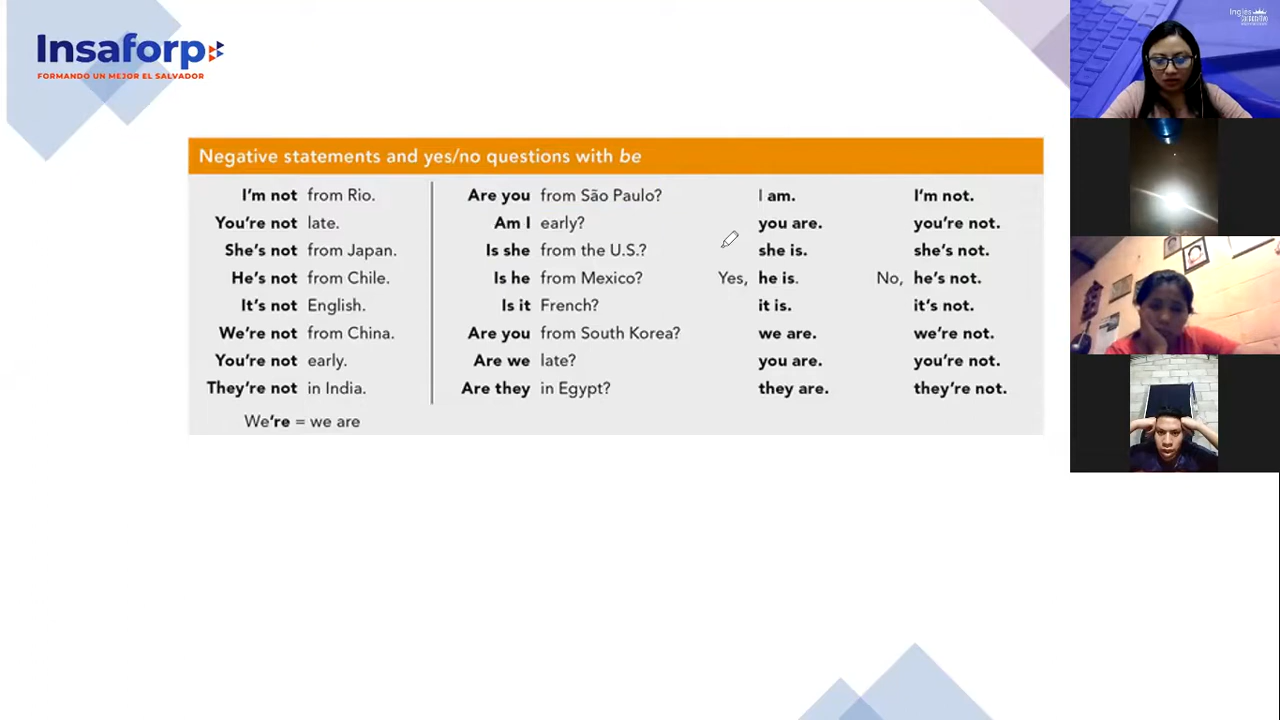 Insaforp
FORMANDO UN MEJOR EL SALVADOR
Negative statements and yes/no questions with be
I'm not from Rio. Are you from São Paulo? I am. I'm not.
You're not late. Am I early? you are. you're not.
She's not from Japan. Is she from the U.S.? she is. she's not.
He's not from Chile. Is he from Mexico? Yes, he is. No, he's not.
It's not English. Is it French? it is. it's not.
We're not from China. Are you from South Korea? we are. we're not.
You're not early. Are we late? you are. you're not.
They're not in India. Are they in Egypt? they are. they're not.
We're = we are
Ingles